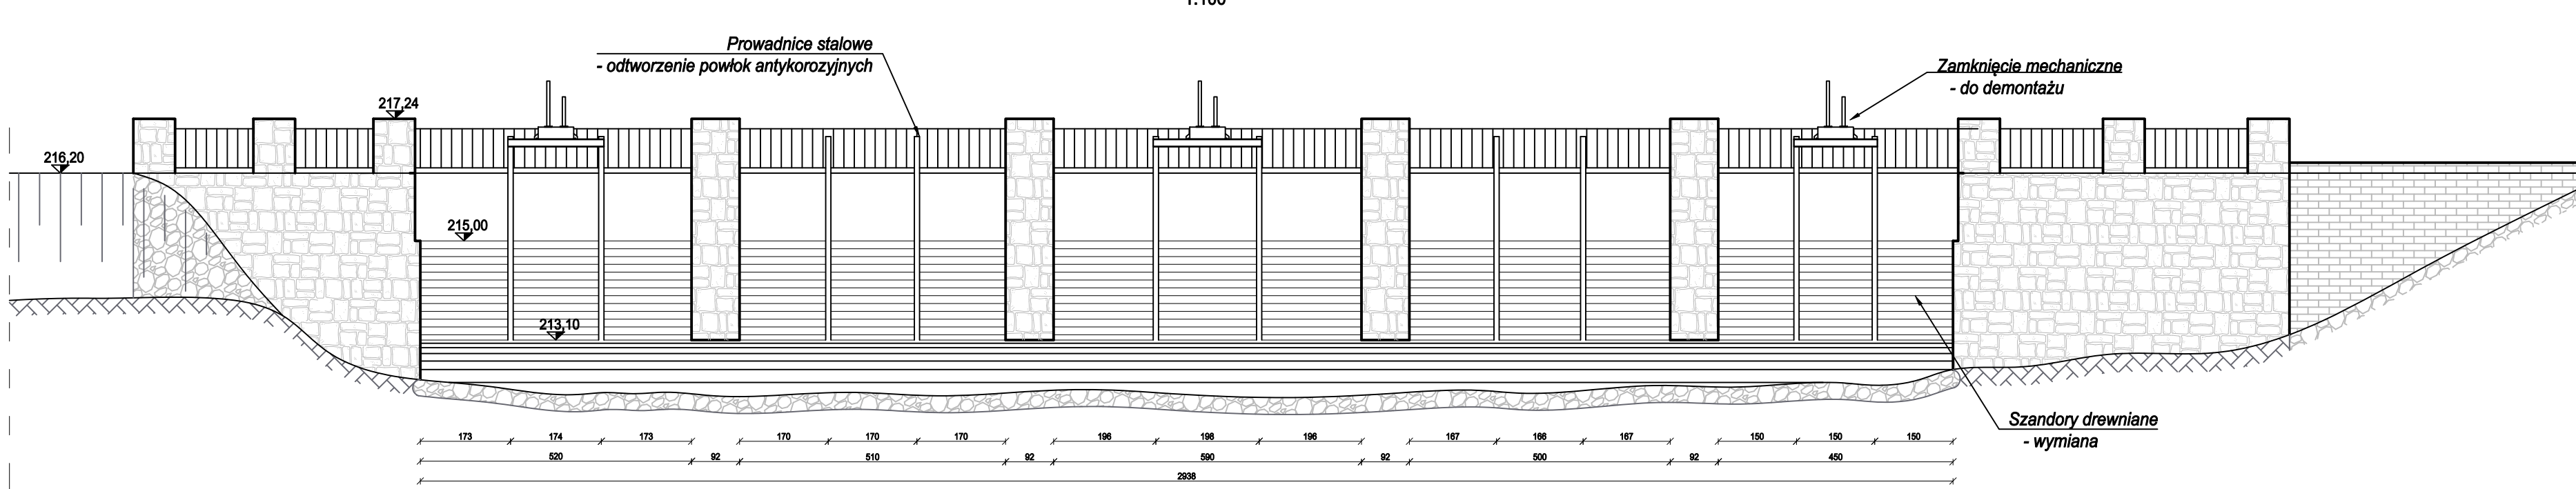 Prowadnice stalowe
- odtworzenie powłok antykorozyjnych
Zamknięcie mechaniczne
- do demontażu
217,24
216,20
215,00
213,10
Szandory drewniane
- wymiana
173 174 173 170 170 170 196 198 196 167 166 167 150 150 150
520 92 510 92 590 92 500 92 450
2938